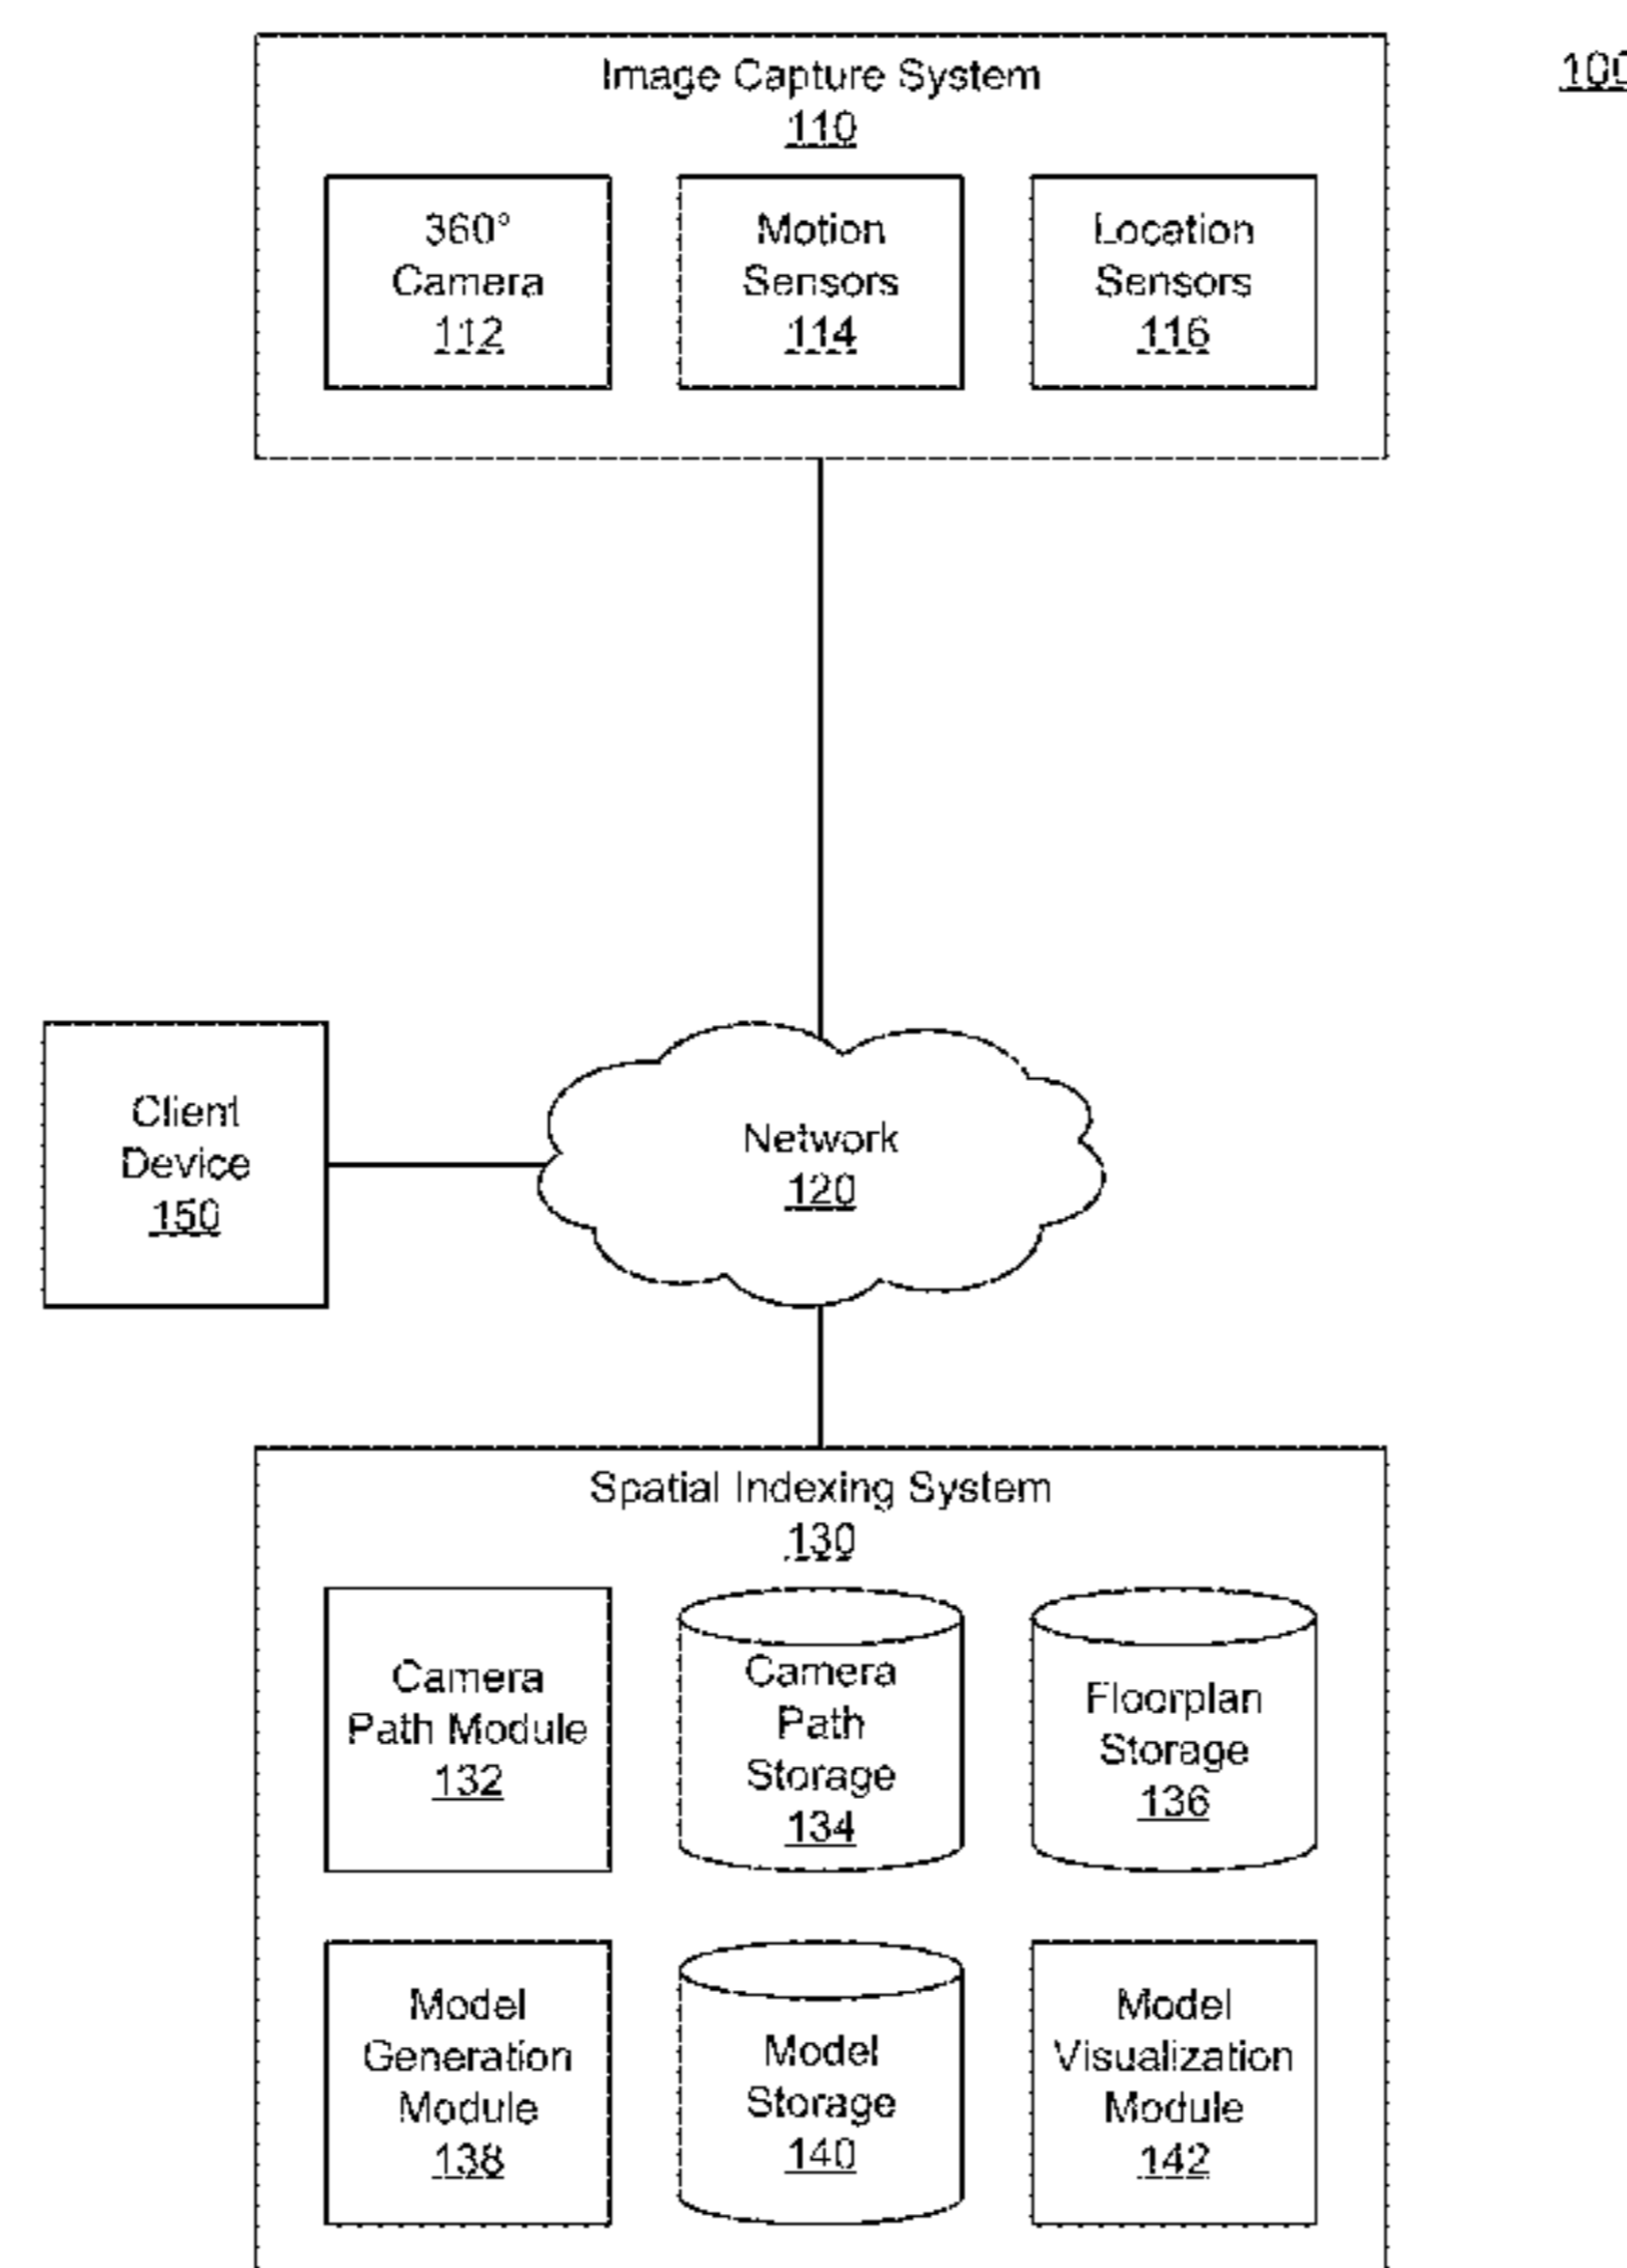 100
Image Capture System
110
360°
Camera
112
Motion
Sensors
114
Location
Sensors
116
Client
Device
150
Network
120
Spatial Indexing System
130
Camera
Path Module
132
Camera
Path
Storage
134
Floorplan
Storage
136
Model
Generation
Module
138
Model
Storage
140
Model
Visualization
Module
142